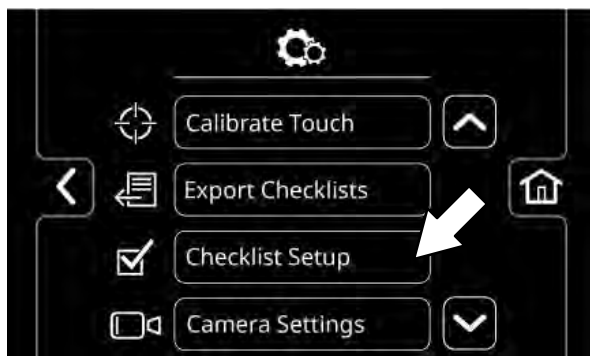 Calibrate Touch
Export Checklists
Checklist Setup
Camera Settings